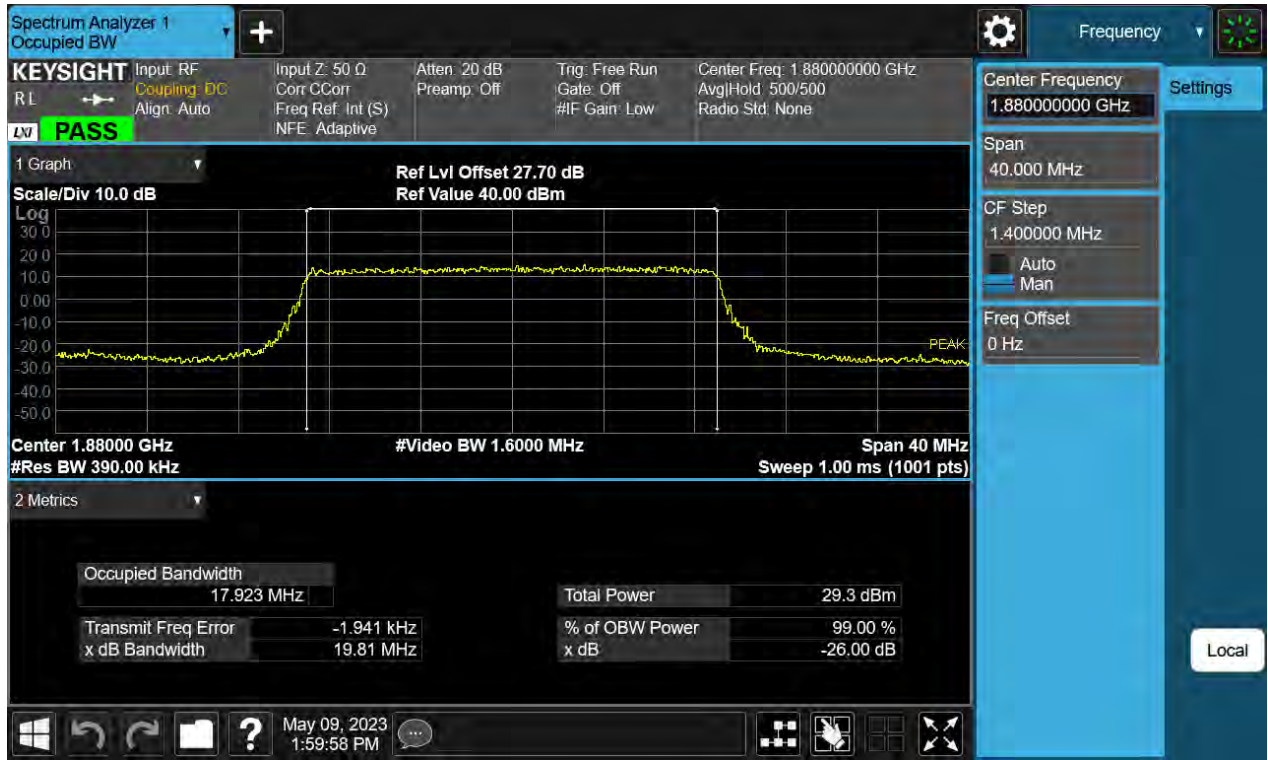 Spectrum Analyzer 1
Occupied BW
+
Frequency
KEYSIGHT
RL
LXI
PASS
Input: RF
Coupling: DC
Align: Auto
Input Z: 50 Ω
Corr CCorr
Freq Ref: Int (S)
NFE: Adaptive
Atten: 20 dB
Preamp: Off
Trig: Free Run
Gate: Off
#IF Gain: Low
Center Freq: 1.880000000 GHz
Avg|Hold: 500/500
Radio Std: None
Center Frequency
1.880000000 GHz
Settings
Span
40.000 MHz
CF Step
1.400000 MHz
Auto
Man
Freq Offset
0 Hz
Local
1 Graph
Scale/Div 10.0 dB
Ref Lvl Offset 27.70 dB
Ref Value 40.00 dBm
Log
30.0
20.0
10.0
0.00
-10.0
-20.0
-30.0
-40.0
-50.0
PEAK
Center 1.88000 GHz
#Video BW 1.6000 MHz
Span 40 MHz
#Res BW 390.00 kHz
Sweep 1.00 ms (1001 pts)
2 Metrics
Occupied Bandwidth
17.923 MHz
Total Power 29.3 dBm
Transmit Freq Error -1.941 kHz
% of OBW Power 99.00 %
x dB Bandwidth 19.81 MHz
x dB -26.00 dB
?
May 09, 2023
1:59:58 PM